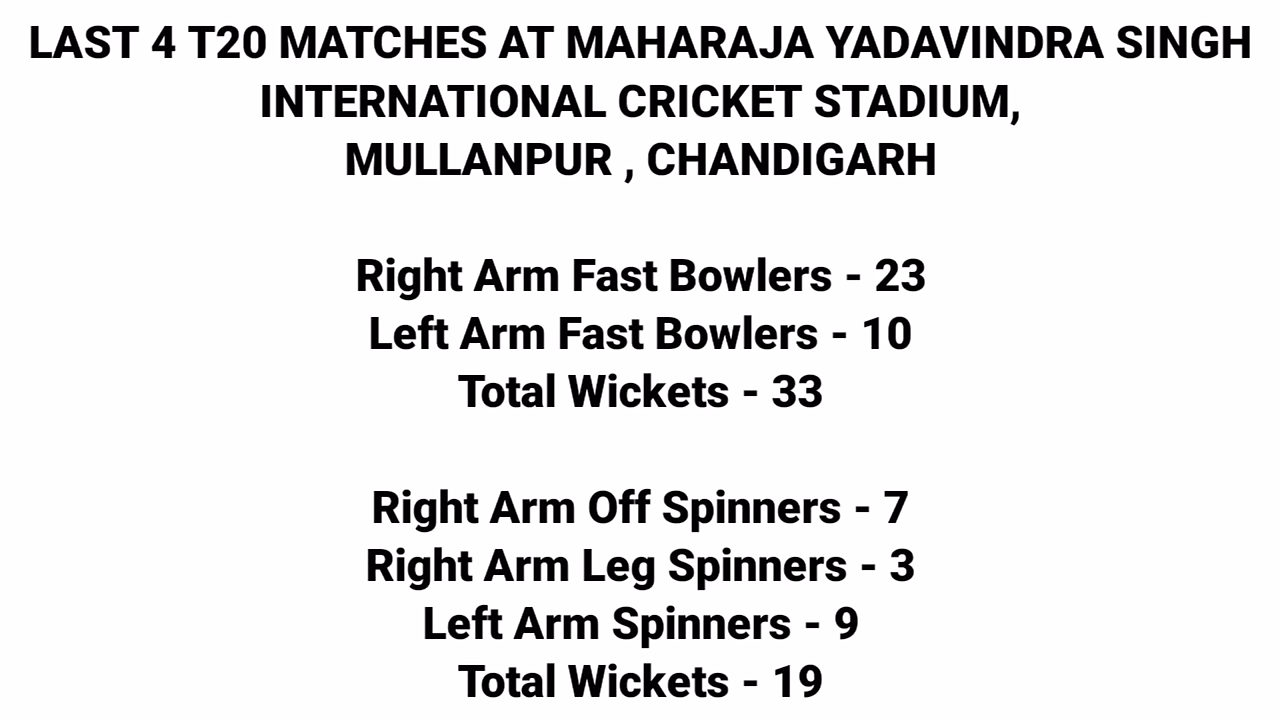 LAST 4 T20 MATCHES AT MAHARAJA YADAVINDRA SINGH
INTERNATIONAL CRICKET STADIUM,
MULLANPUR , CHANDIGARH
Right Arm Fast Bowlers - 23
Left Arm Fast Bowlers - 10
Total Wickets - 33
Right Arm Off Spinners - 7
Right Arm Leg Spinners - 3
Left Arm Spinners - 9
Total Wickets - 19